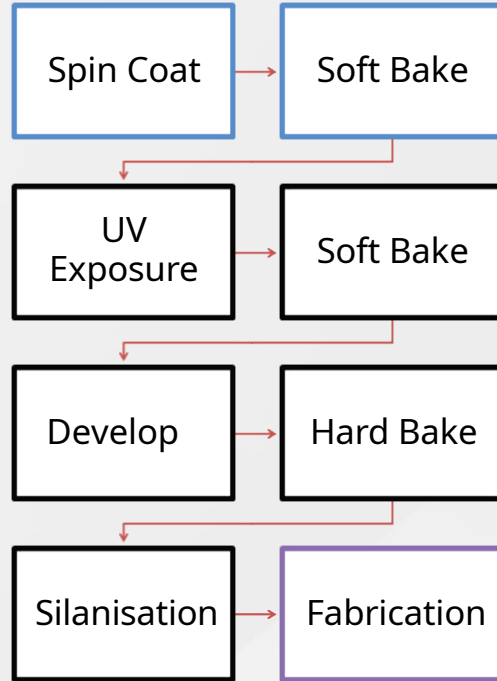 Spin Coat
Soft Bake
UV
Exposure
Soft Bake
Develop
Hard Bake
Silanisation
Fabrication